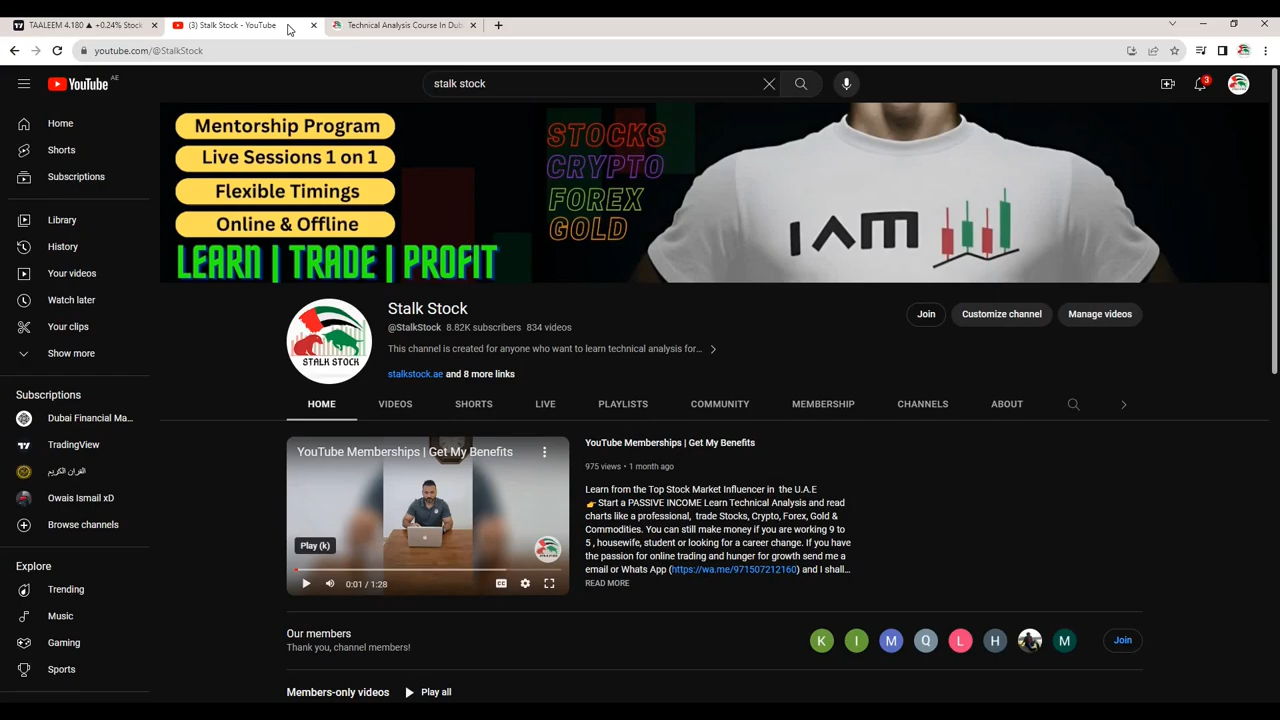 TAALEEM 4.180 ▲ +0.24% Stock
(3) Stalk Stock - YouTube
Technical Analysis Course In Dub
youtube.com/@StalkStock
YouTube AE
stalk stock
3
Home
Shorts
Subscriptions
Library
History
Your videos
Watch later
Your clips
Show more
Subscriptions
Dubai Financial Ma...
TradingView
القران الكريم
Owais Ismail xD
Browse channels
Explore
Trending
Music
Gaming
Sports
Mentorship Program
Live Sessions 1 on 1
Flexible Timings
Online & Offline
LEARN | TRADE | PROFIT
STOCKS
CRYPTO
FOREX
GOLD
I AM
STALK STOCK
Stalk Stock
@StalkStock 8.82K subscribers 834 videos
This channel is created for anyone who want to learn technical analysis for...
stalkstock.ae and 8 more links
Join
Customize channel
Manage videos
HOME
VIDEOS
SHORTS
LIVE
PLAYLISTS
COMMUNITY
MEMBERSHIP
CHANNELS
ABOUT
YouTube Memberships | Get My Benefits
Play (k)
0:01 / 1:28
YouTube Memberships | Get My Benefits
975 views • 1 month ago
Learn from the Top Stock Market Influencer in the U.A.E
👉 Start a PASSIVE INCOME Learn Technical Analysis and read
charts like a professional, trade Stocks, Crypto, Forex, Gold &
Commodities. You can still make money if you are working 9 to
5 , housewife, student or looking for a career change. If you have
the passion for online trading and hunger for growth send me a
email or Whats App (https://wa.me/971507212160) and I shall...
READ MORE
Our members
Thank you, channel members!
K
I
M
Q
L
H
M
Join
Members-only videos
Play all